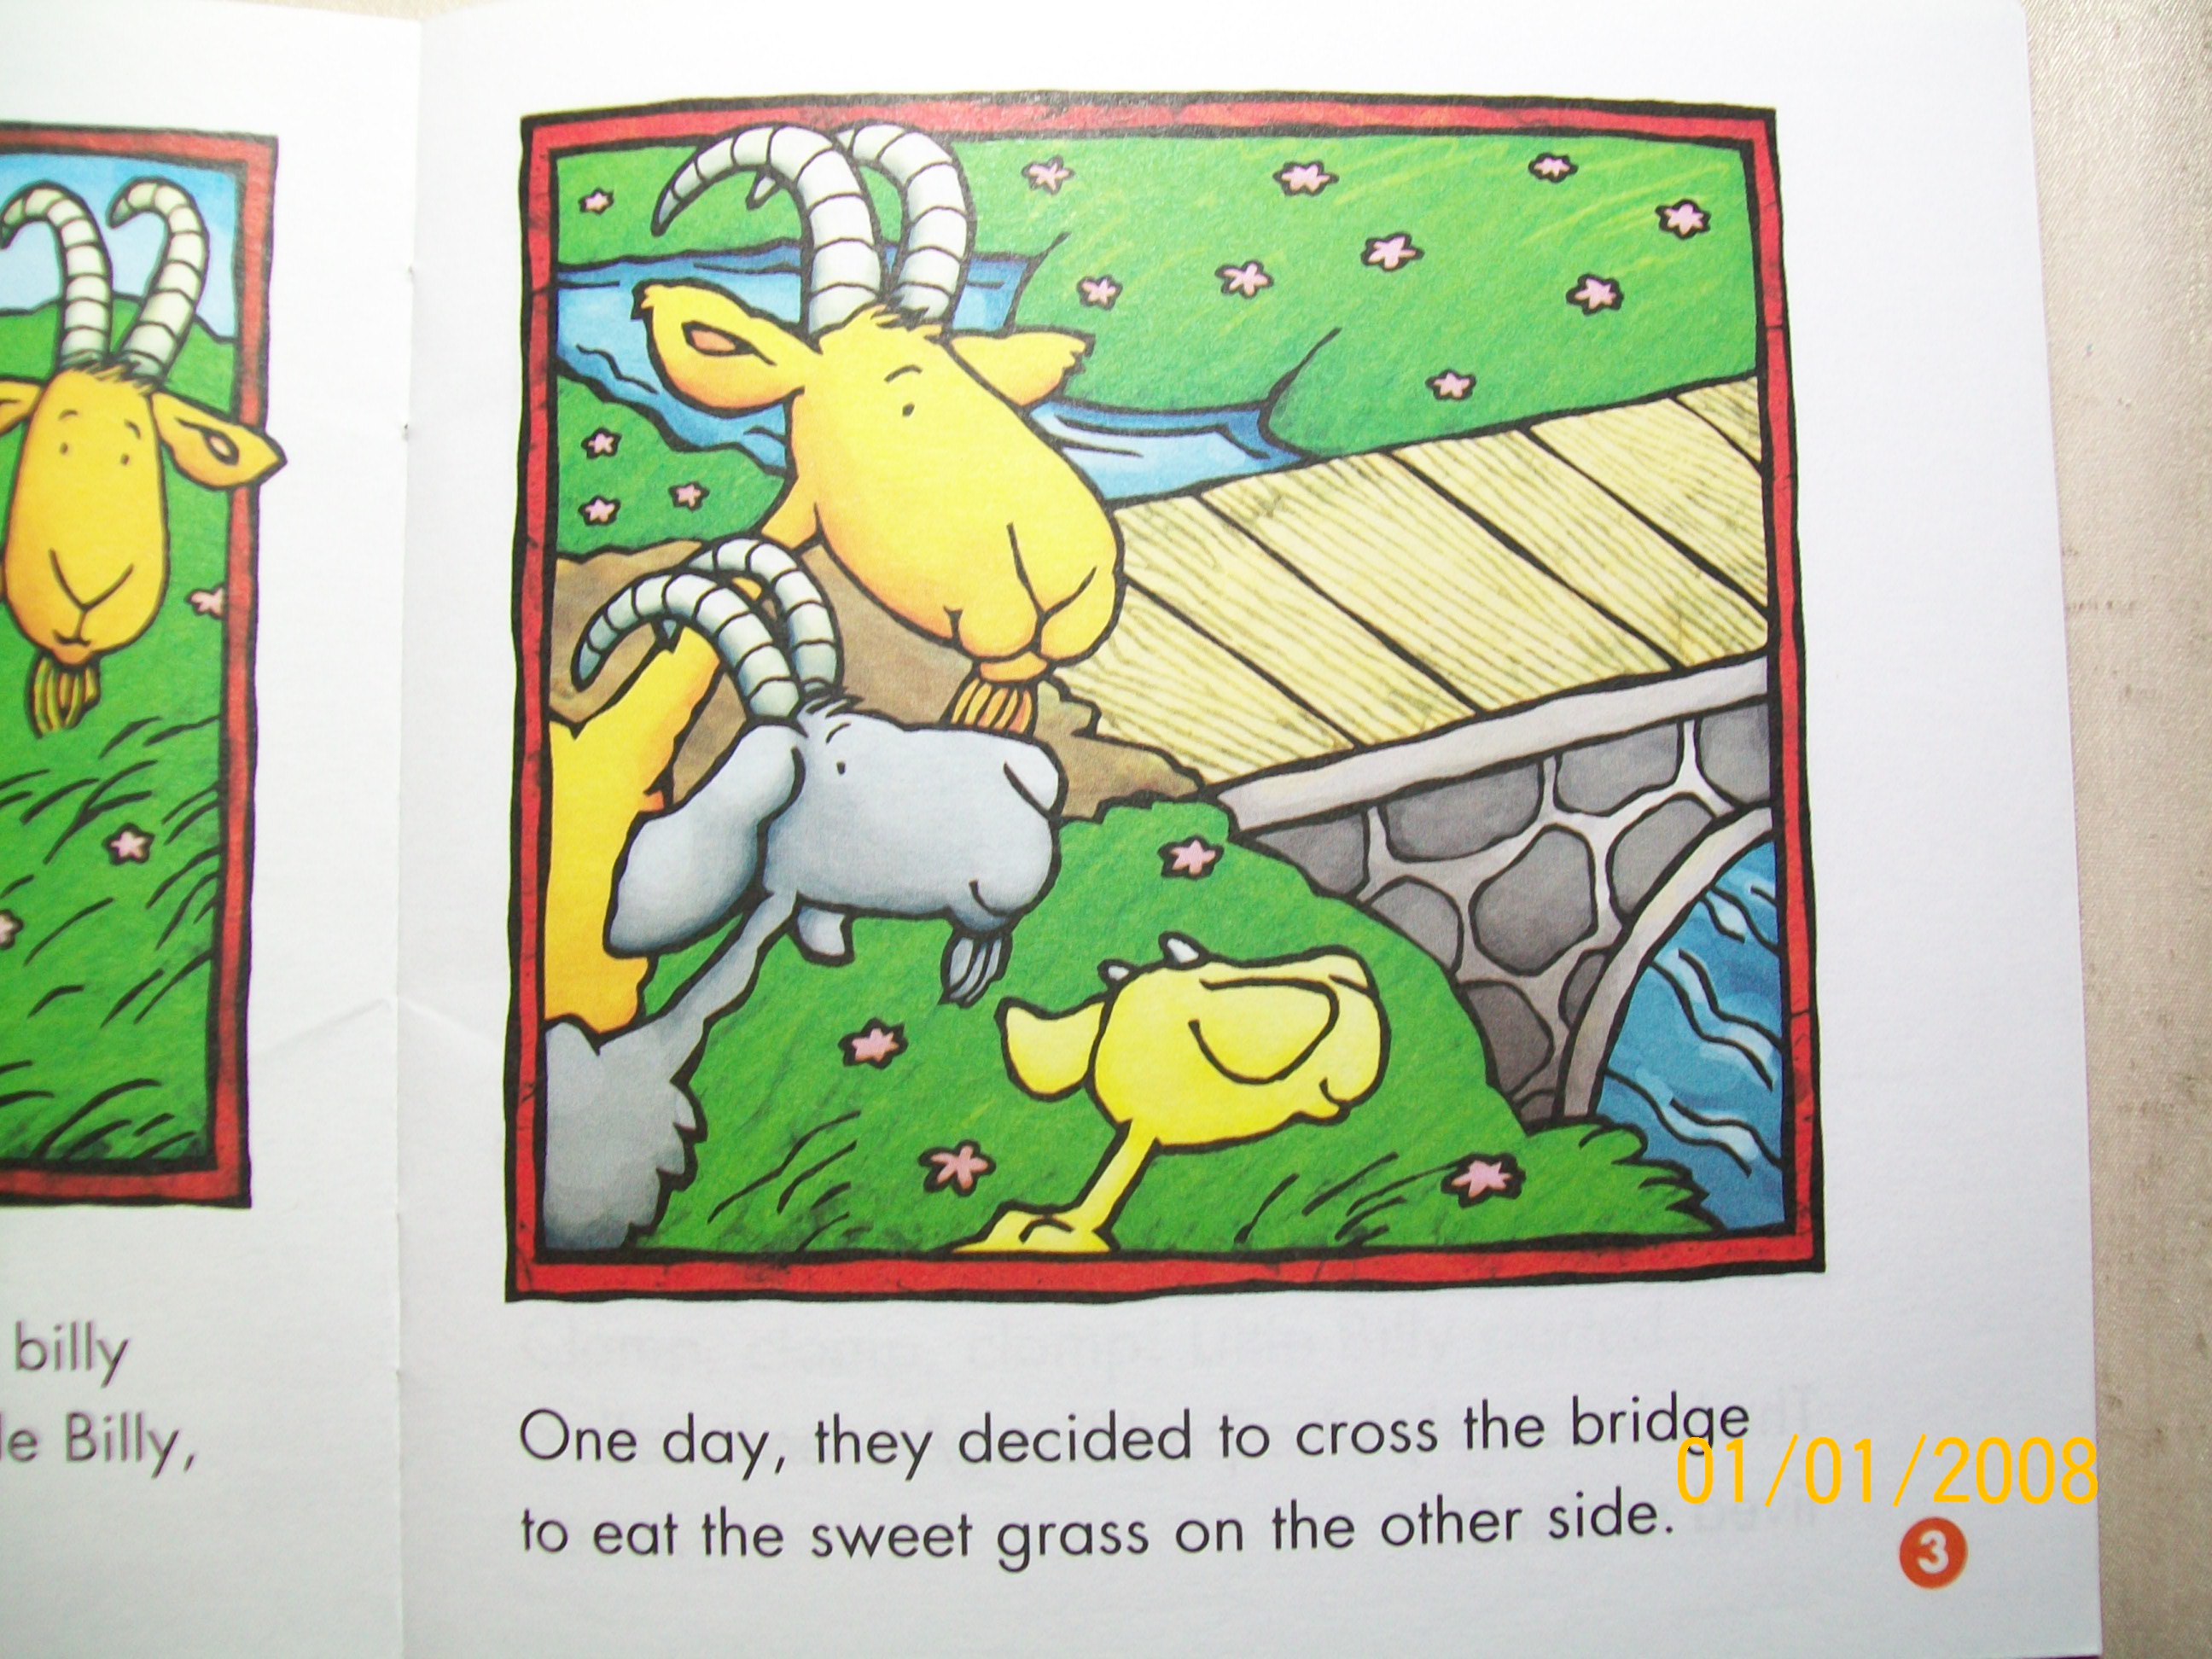 billy
le Billy,
One day, they decided to cross the bridge
to eat the sweet grass on the other side.
01/01/2008
3